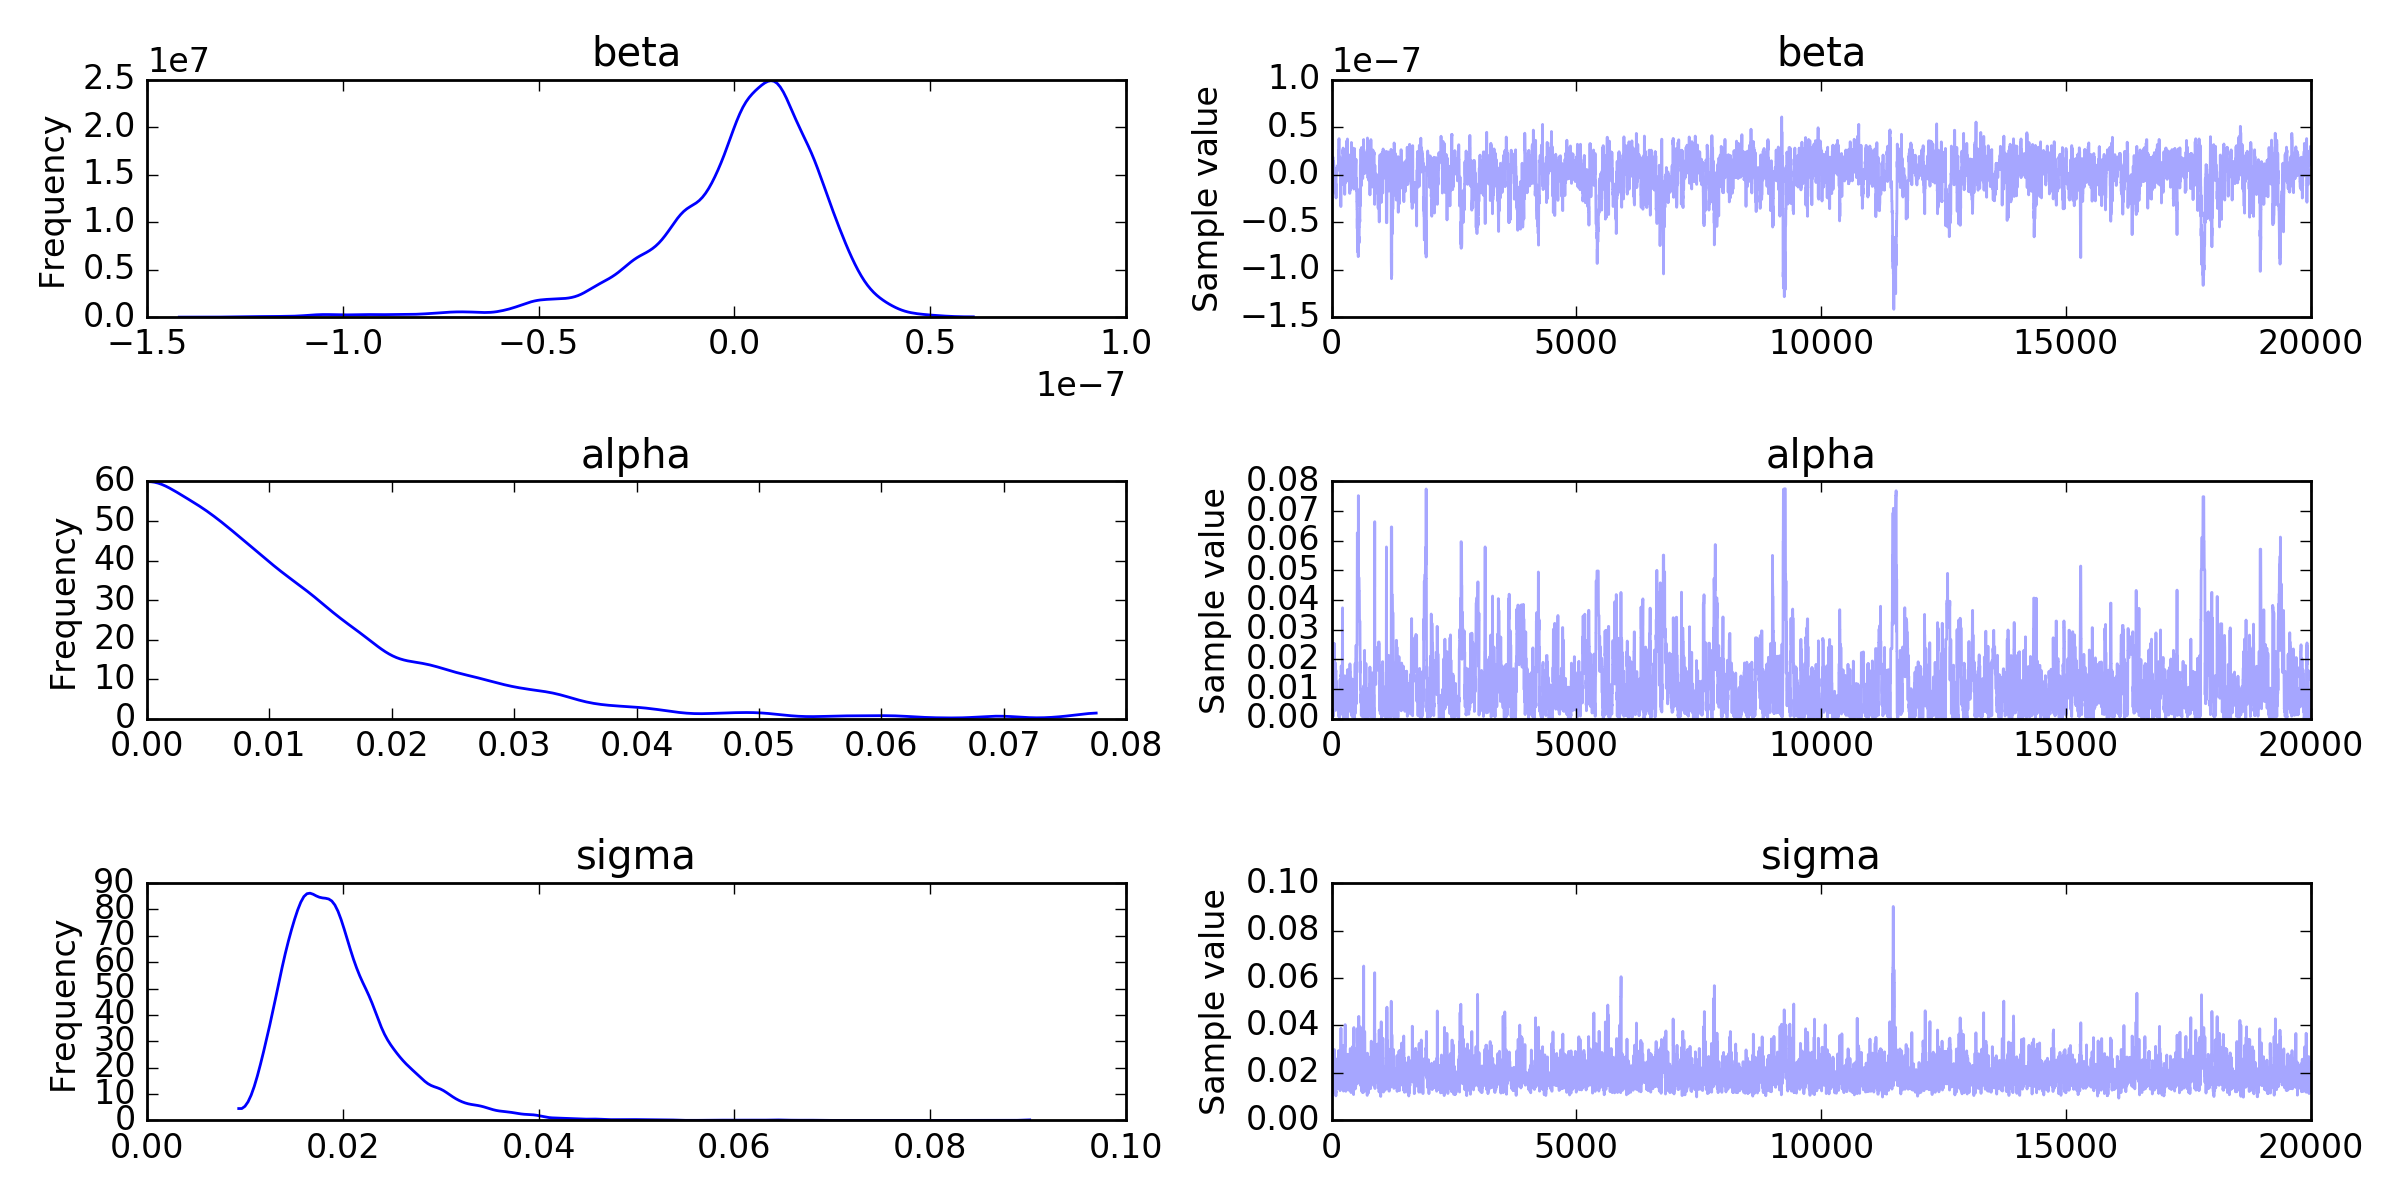 beta
1e7
2.5
2.0
1.5
1.0
0.5
0.0
Frequency
−1.5 −1.0 −0.5 0.0 0.5 1.0
1e−7
beta
1e−7
1.0
0.5
0.0
−0.5
−1.0
−1.5
Sample value
0 5000 10000 15000 20000
alpha
60
50
40
30
20
10
0
Frequency
0.00 0.01 0.02 0.03 0.04 0.05 0.06 0.07 0.08
alpha
0.08
0.07
0.06
0.05
0.04
0.03
0.02
0.01
0.00
Sample value
0 5000 10000 15000 20000
sigma
90
80
70
60
50
40
30
20
10
0
Frequency
0.00 0.02 0.04 0.06 0.08 0.10
sigma
0.10
0.08
0.06
0.04
0.02
0.00
Sample value
0 5000 10000 15000 20000